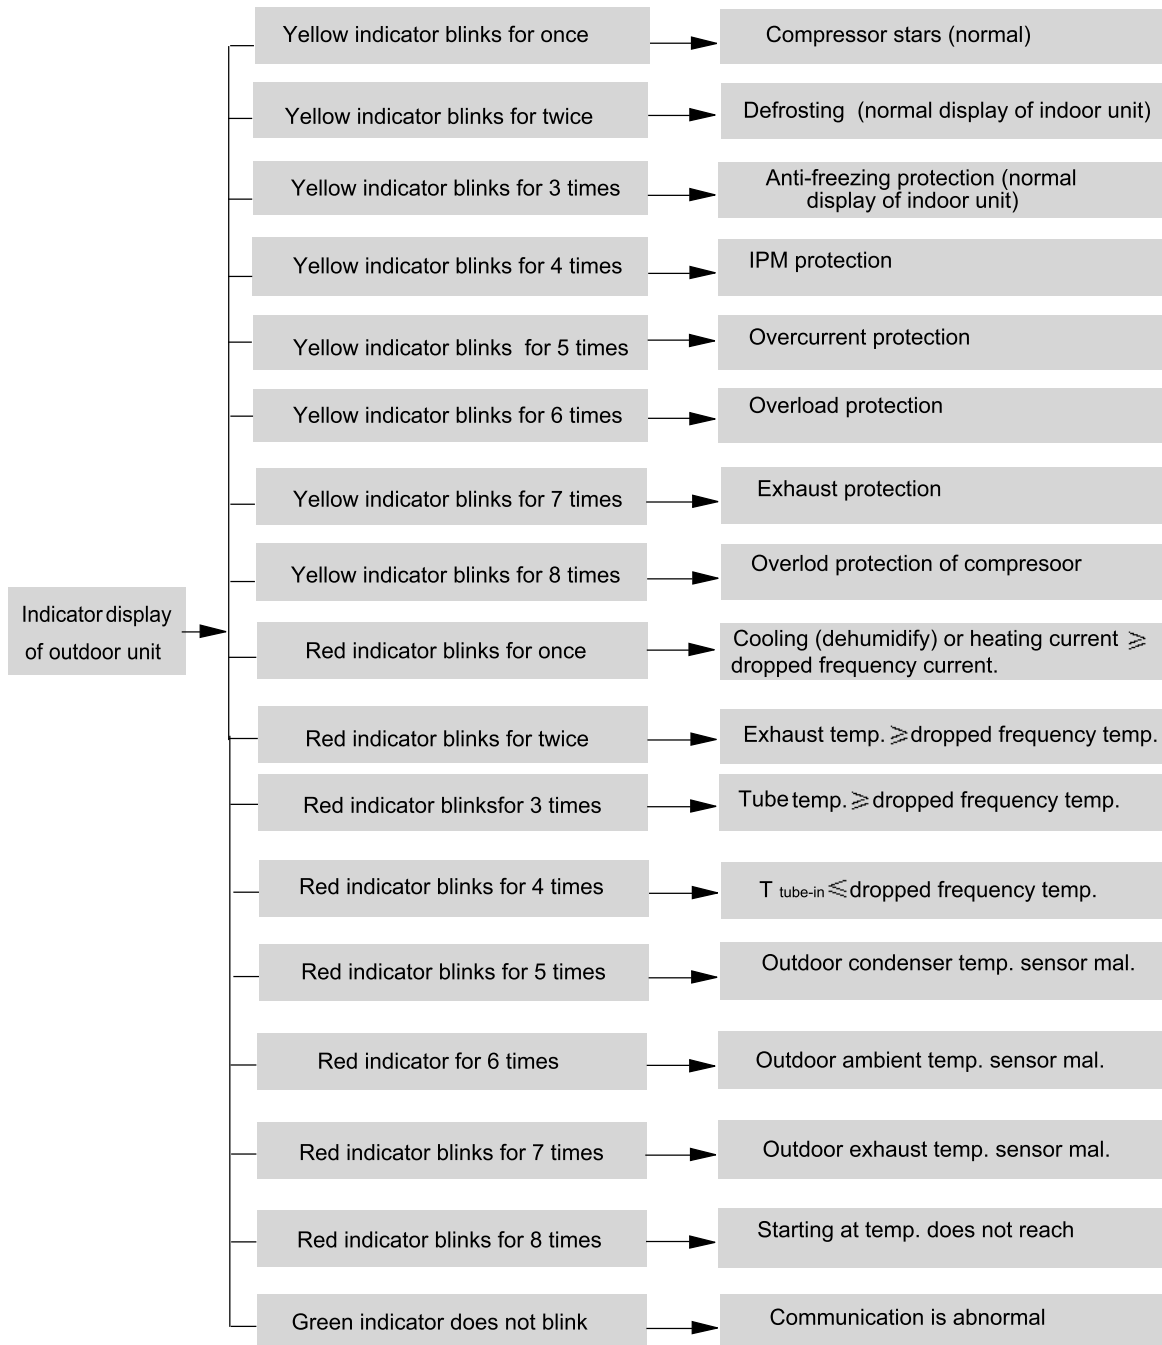 Yellow indicator blinks for once
Compressor stars (normal)
Yellow indicator blinks for twice
Defrosting (normal display of indoor unit)
Yellow indicator blinks for 3 times
Anti-freezing protection (normal
display of indoor unit)
Yellow indicator blinks for 4 times
IPM protection
Yellow indicator blinks for 5 times
Overcurrent protection
Yellow indicator blinks for 6 times
Overload protection
Yellow indicator blinks for 7 times
Exhaust protection
Yellow indicator blinks for 8 times
Overlod protection of compresoor
Indicator display
of outdoor unit
Red indicator blinks for once
Cooling (dehumidify) or heating current ⩾
dropped frequency current.
Red indicator blinks for twice
Exhaust temp. ⩾dropped frequency temp.
Red indicator blinksfor 3 times
Tube temp. ⩾dropped frequency temp.
Red indicator blinks for 4 times
T tube-in ⩽dropped frequency temp.
Red indicator blinks for 5 times
Outdoor condenser temp. sensor mal.
Red indicator for 6 times
Outdoor ambient temp. sensor mal.
Red indicator blinks for 7 times
Outdoor exhaust temp. sensor mal.
Red indicator blinks for 8 times
Starting at temp. does not reach
Green indicator does not blink
Communication is abnormal